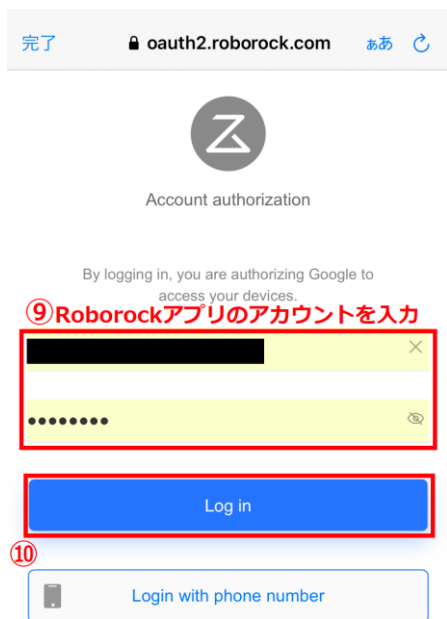 完了 oauth2.roborock.com ぁあ
Account authorization
By logging in, you are authorizing Google to
access your devices.
⑨Roborockアプリのアカウントを入力
••••••••
Log in
⑩
Login with phone number